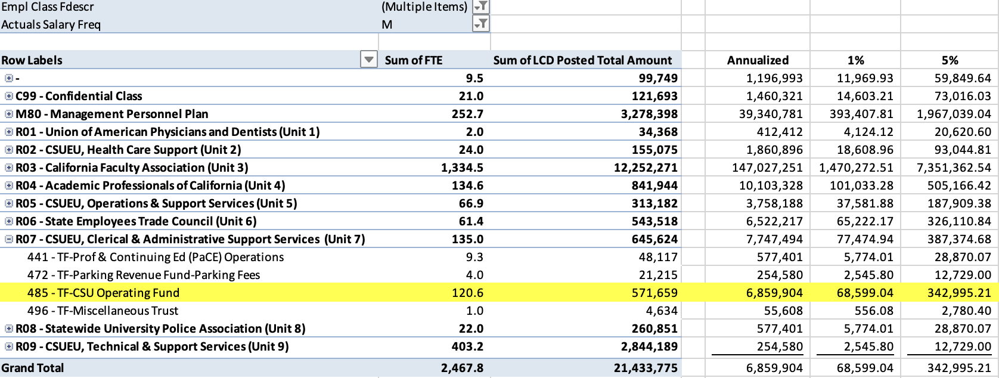 Empl Class Fdescr (Multiple Items)
Actuals Salary Freq M
Row Labels Sum of FTE Sum of LCD Posted Total Amount Annualized 1% 5%
- 9.5 99,749 1,196,993 11,969.93 59,849.64
C99 - Confidential Class 21.0 121,693 1,460,321 14,603.21 73,016.03
M80 - Management Personnel Plan 252.7 3,278,398 39,340,781 393,407.81 1,967,039.04
R01 - Union of American Physicians and Dentists (Unit 1) 2.0 34,368 412,412 4,124.12 20,620.60
R02 - CSUEU, Health Care Support (Unit 2) 24.0 155,075 1,860,896 18,608.96 93,044.81
R03 - California Faculty Association (Unit 3) 1,334.5 12,252,271 147,027,251 1,470,272.51 7,351,362.54
R04 - Academic Professionals of California (Unit 4) 134.6 841,944 10,103,328 101,033.28 505,166.42
R05 - CSUEU, Operations & Support Services (Unit 5) 66.9 313,182 3,758,188 37,581.88 187,909.38
R06 - State Employees Trade Council (Unit 6) 61.4 543,518 6,522,217 65,222.17 326,110.84
R07 - CSUEU, Clerical & Administrative Support Services (Unit 7) 135.0 645,624 7,747,494 77,474.94 387,374.68
441 - TF-Prof & Continuing Ed (PaCE) Operations 9.3 48,117 577,401 5,774.01 28,870.07
472 - TF-Parking Revenue Fund-Parking Fees 4.0 21,215 254,580 2,545.80 12,729.00
485 - TF-CSU Operating Fund 120.6 571,659 6,859,904 68,599.04 342,995.21
496 - TF-Miscellaneous Trust 1.0 4,634 55,608 556.08 2,780.40
R08 - Statewide University Police Association (Unit 8) 22.0 260,851 577,401 5,774.01 28,870.07
R09 - CSUEU, Technical & Support Services (Unit 9) 403.2 2,844,189 254,580 2,545.80 12,729.00
Grand Total 2,467.8 21,433,775 6,859,904 68,599.04 342,995.21